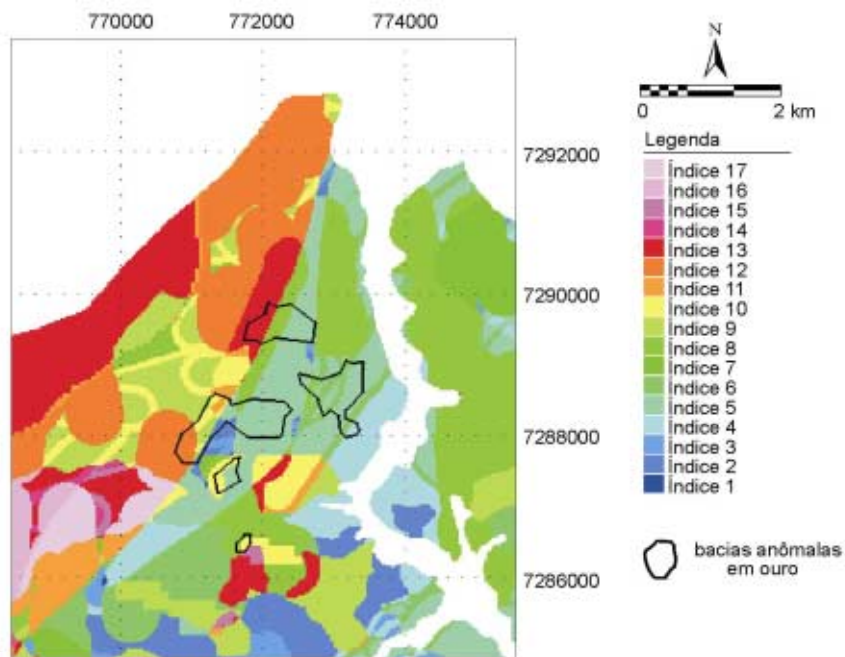 770000 772000 774000
N
0 2 km
Legenda
7292000
Índice 17
Índice 16
Índice 15
Índice 14
Índice 13
Índice 12
Índice 11
Índice 10
Índice 9
Índice 8
Índice 7
Índice 6
Índice 5
Índice 4
Índice 3
Índice 2
Índice 1
7290000
7288000
7286000
bacias anômalas
em ouro